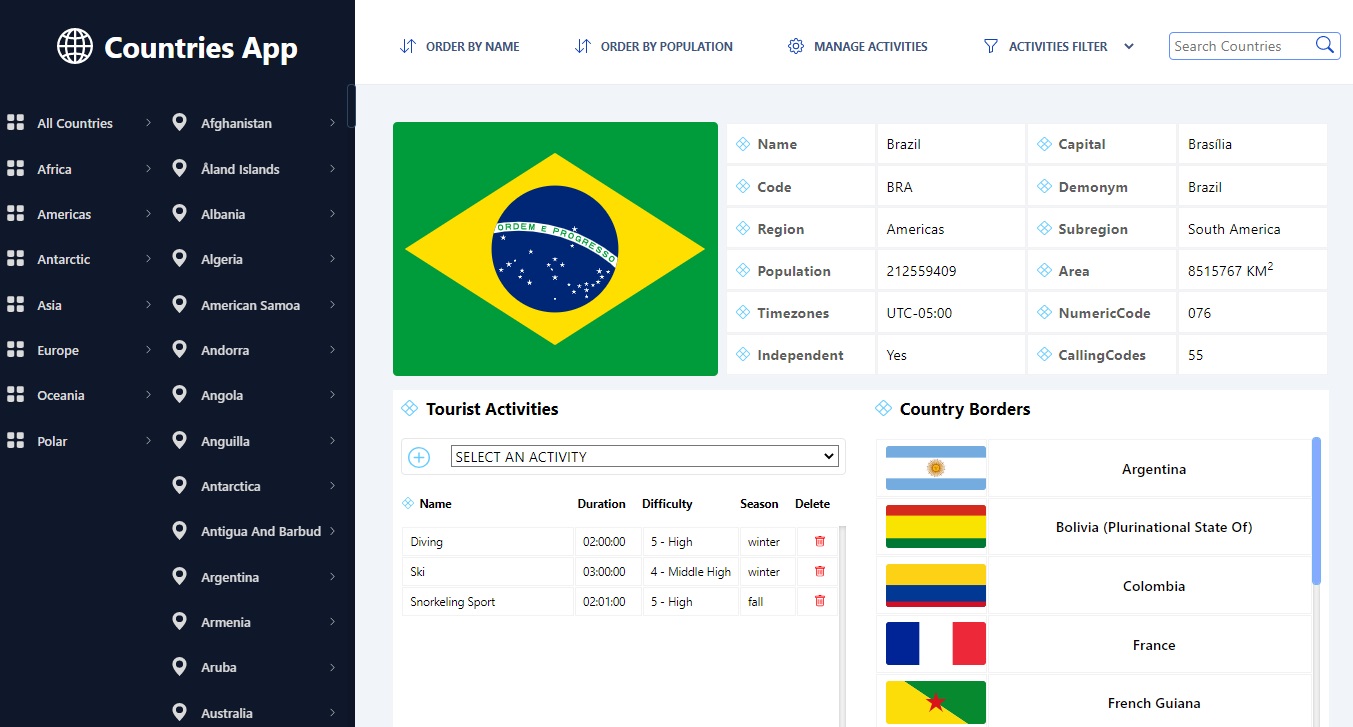 Countries App
ORDER BY NAME
ORDER BY POPULATION
MANAGE ACTIVITIES
ACTIVITIES FILTER
Search Countries
All Countries
Africa
Americas
Antarctic
Asia
Europe
Oceania
Polar
Afghanistan
Åland Islands
Albania
Algeria
American Samoa
Andorra
Angola
Anguilla
Antarctica
Antigua And Barbud
Argentina
Armenia
Aruba
Australia
ORDEM E PROGRESSO
Name Brazil Capital Brasília
Code BRA Demonym Brazil
Region Americas Subregion South America
Population 212559409 Area 8515767 KM2
Timezones UTC-05:00 NumericCode 076
Independent Yes CallingCodes 55
Tourist Activities
SELECT AN ACTIVITY
Name Duration Difficulty Season Delete
Diving 02:00:00 5 - High winter
Ski 03:00:00 4 - Middle High winter
Snorkeling Sport 02:01:00 5 - High fall
Country Borders
Argentina
Bolivia (Plurinational State Of)
Colombia
France
French Guiana